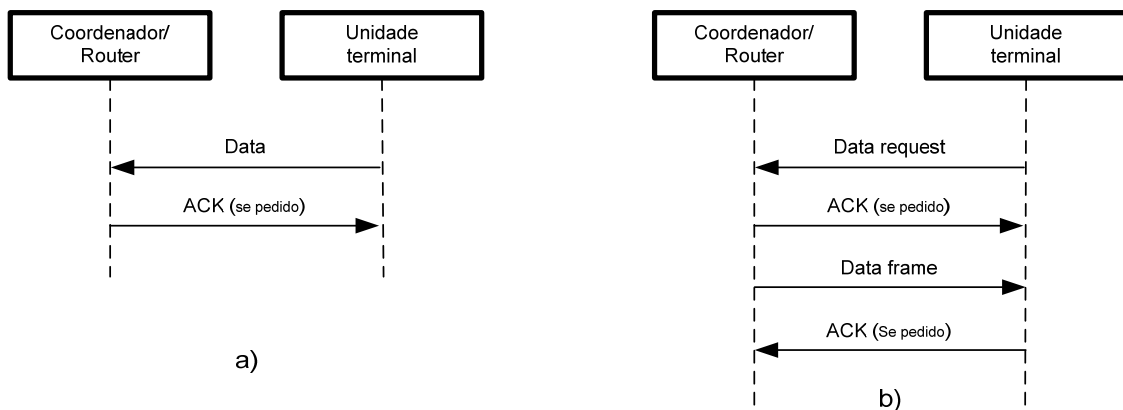 Coordenador/
Router
Unidade
terminal
Data
ACK (se pedido)
a)
Coordenador/
Router
Unidade
terminal
Data request
ACK (se pedido)
Data frame
ACK (Se pedido)
b)